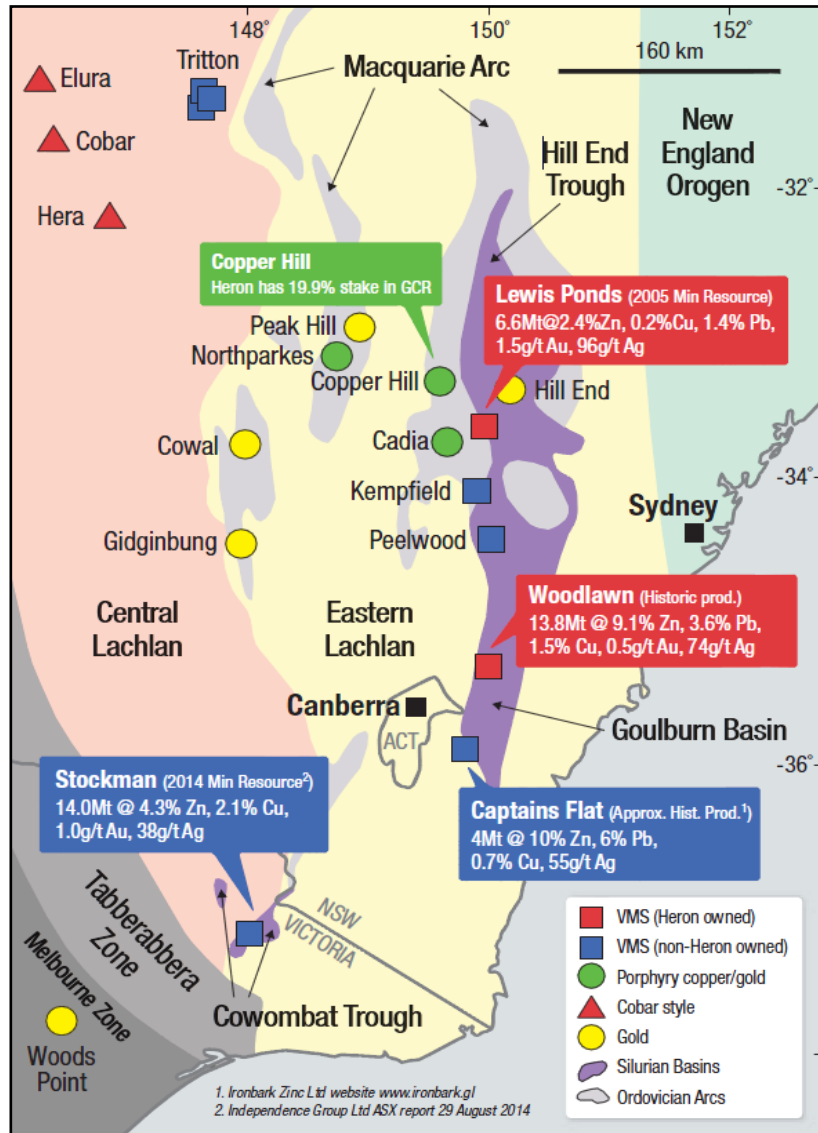 148°
150°
152°
160 km
Tritton
Macquarie Arc
Elura
Cobar
Hera
Hill End
Trough
New
England
Orogen
-32°
Copper Hill
Heron has 19.9% stake in GCR
Lewis Ponds (2005 Min Resource)
6.6Mt@2.4%Zn, 0.2%Cu, 1.4% Pb,
1.5g/t Au, 96g/t Ag
Peak Hill
Northparkes
Copper Hill
Hill End
Cowal
Cadia
-34°
Kempfield
Sydney
Gidginbung
Peelwood
Central
Lachlan
Eastern
Lachlan
Woodlawn (Historic prod.)
13.8Mt @ 9.1% Zn, 3.6% Pb,
1.5% Cu, 0.5g/t Au, 74g/t Ag
Canberra
ACT
Goulburn Basin
-36°
Stockman (2014 Min Resource²)
14.0Mt @ 4.3% Zn, 2.1% Cu,
1.0g/t Au, 38g/t Ag
Captains Flat (Approx. Hist. Prod.¹)
4Mt @ 10% Zn, 6% Pb,
0.7% Cu, 55g/t Ag
Tabberabbera
Zone
Melbourne Zone
NSW
VICTORIA
Cowombat Trough
Woods
Point
VMS (Heron owned)
VMS (non-Heron owned)
Porphyry copper/gold
Cobar style
Gold
Silurian Basins
Ordovician Arcs
1. Ironbark Zinc Ltd website www.ironbark.gl
2. Independence Group Ltd ASX report 29 August 2014